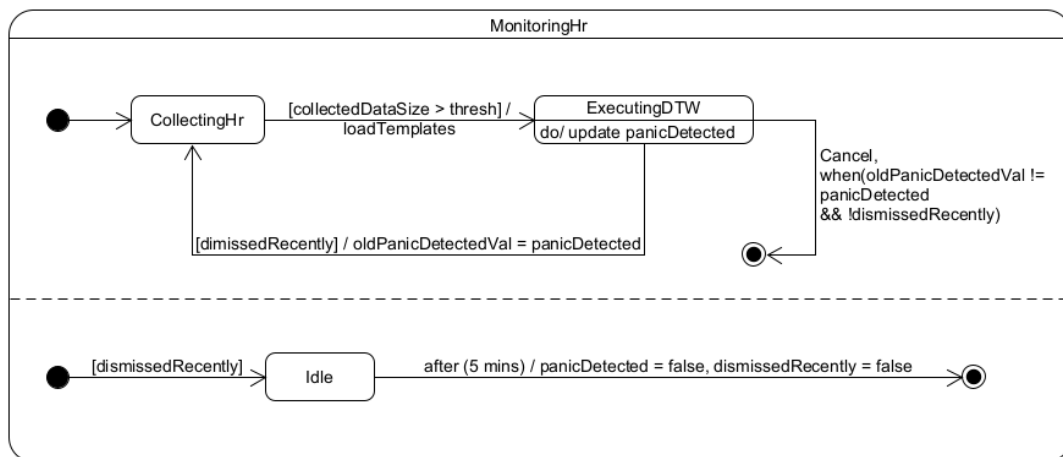 MonitoringHr
CollectingHr
[collectedDataSize > thresh] /
loadTemplates
ExecutingDTW
do/ update panicDetected
Cancel,
when(oldPanicDetectedVal !=
panicDetected
&& !dismissedRecently)
[dimissedRecently] / oldPanicDetectedVal = panicDetected
[dismissedRecently]
Idle
after (5 mins) / panicDetected = false, dismissedRecently = false